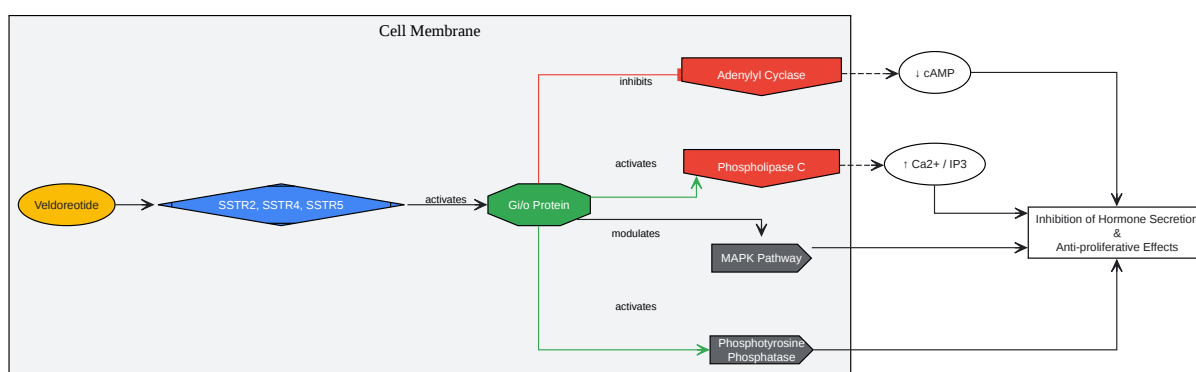 Cell Membrane
Adenylyl Cyclase
↓ cAMP
inhibits
Phospholipase C
activates
↑ Ca2+ / IP3
Veldoreotide
SSTR2, SSTR4, SSTR5
activates
Gi/o Protein
modulates
MAPK Pathway
Inhibition of Hormone Secretion
&
Anti-proliferative Effects
activates
Phosphotyrosine
Phosphatase